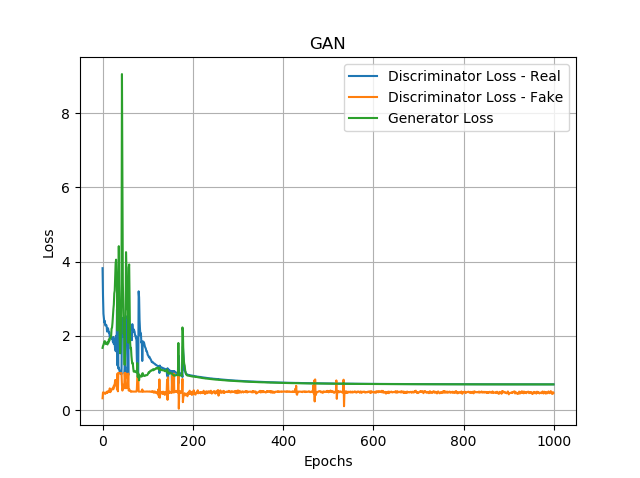 GAN
Discriminator Loss - Real
Discriminator Loss - Fake
Generator Loss
Loss
8
6
4
2
0
0 200 400 600 800 1000
Epochs